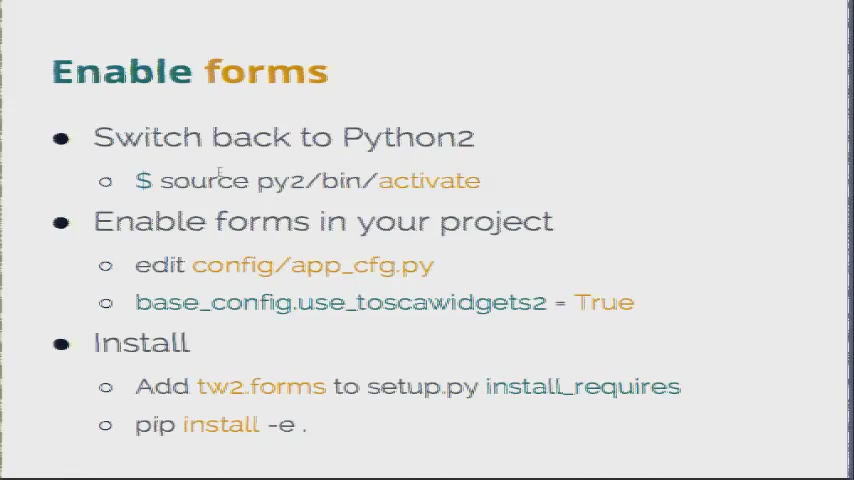 Enable forms
● Switch back to Python2
○ $ source py2/bin/activate
● Enable forms in your project
○ edit config/app_cfg.py
○ base_config.use_toscawidgets2 = True
● Install
○ Add tw2.forms to setup.py install_requires
○ pip install -e .